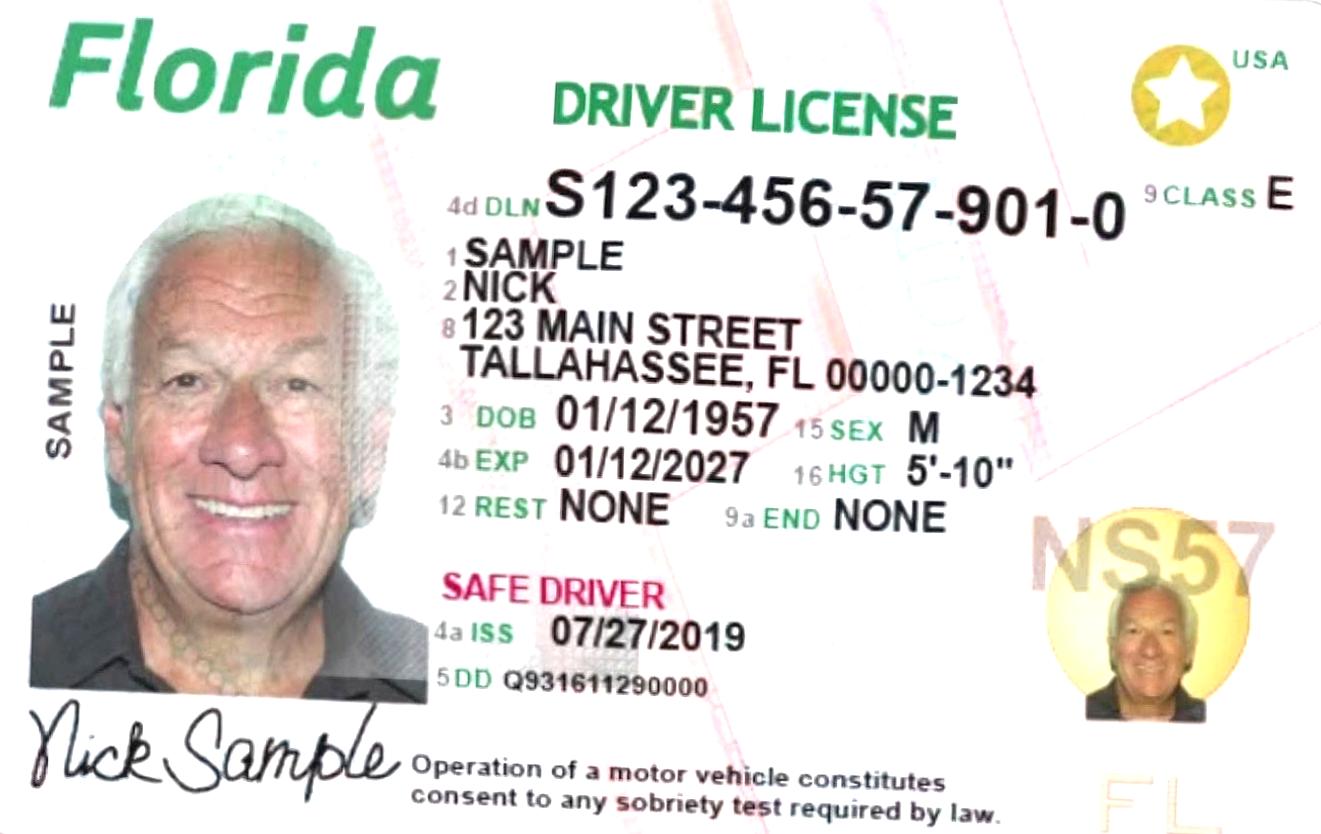 Florida
DRIVER LICENSE
USA
4d DLN S123-456-57-901-0 9 CLASS E
1 SAMPLE
2 NICK
8 123 MAIN STREET
TALLAHASSEE, FL 00000-1234
3 DOB 01/12/1957 15 SEX M
4b EXP 01/12/2027 16 HGT 5'-10"
12 REST NONE 9a END NONE
SAMPLE
NS57
SAFE DRIVER
4a ISS 07/27/2019
5 DD Q931611290000
Nick Sample
Operation of a motor vehicle constitutes
consent to any sobriety test required by law.
FL